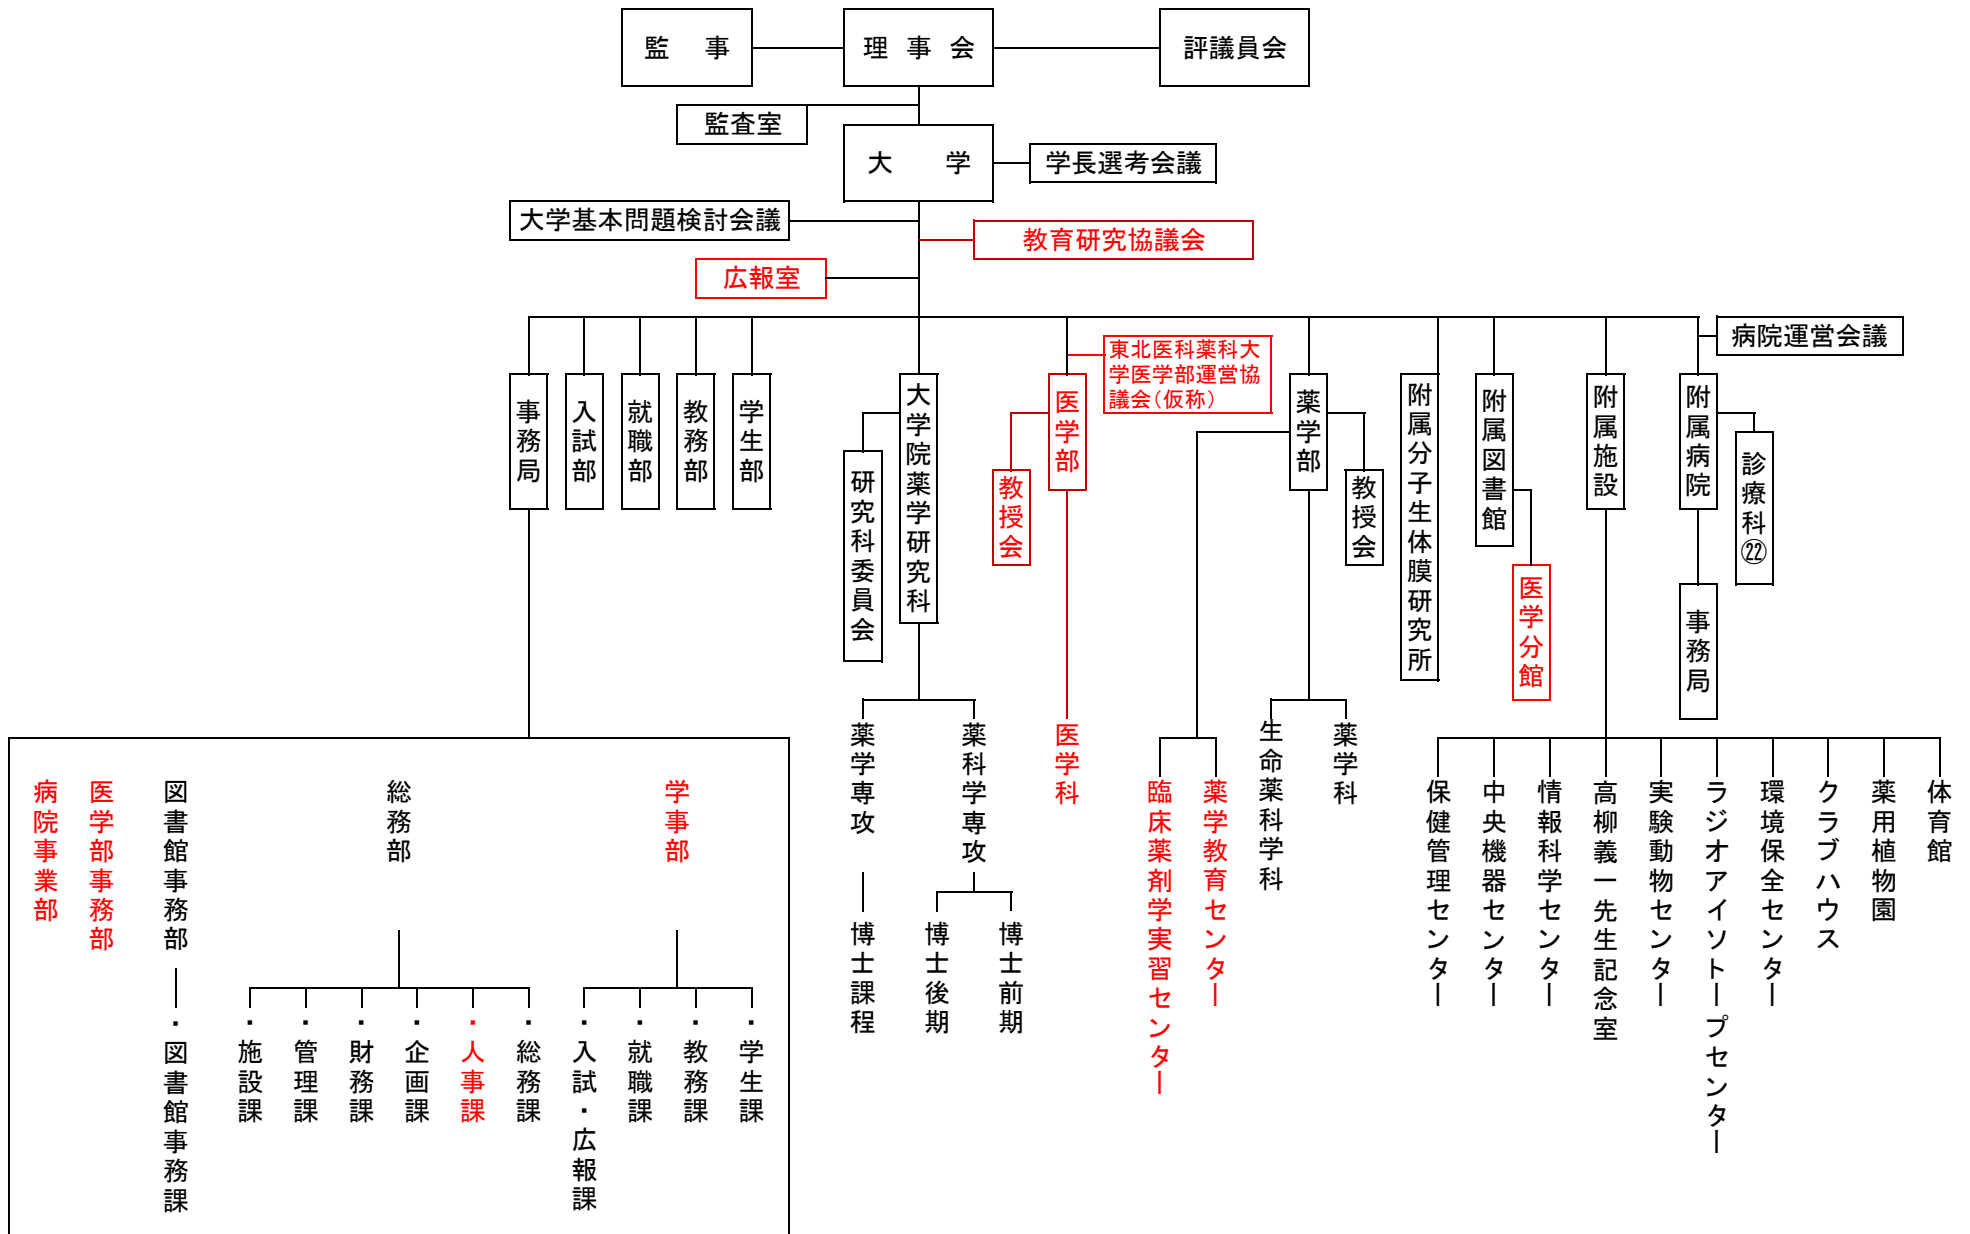 監　事
理 事 会
評議員会
監査室
大　学
学長選考会議
大学基本問題検討会議
教育研究協議会
広報室
病院運営会議
東北医科薬科大
学医学部運営協
議会（仮称）
事務局
入試部
就職部
教務部
学生部
研究科委員会
大学院薬学研究科
教授会
医学部
薬学部
教授会
附属分子生体膜研究所
附属図書館
医学分館
附属施設
附属病院
診療科㉒
事務局
病院事業部
医学部事務部
図書館事務部
総務部
学事部
薬学専攻
薬科学専攻
医学科
臨床薬剤学実習センター
薬学教育センター
生命薬科学科
薬学科
保健管理センター
中央機器センター
情報科学センター
高柳義一先生記念室
実験動物センター
ラジオアイソトープセンター
環境保全センター
クラブハウス
薬用植物園
体育館
博士課程
博士後期
博士前期
・図書館事務課
・施設課
・管理課
・財務課
・企画課
・人事課
・総務課
・入試・広報課
・就職課
・教務課
・学生課